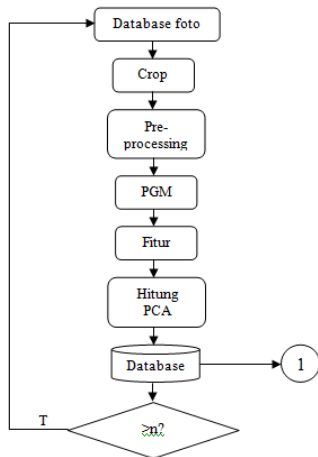 Database foto
Crop
Pre-
processing
PGM
Fitur
Hitung
PCA
Database
1
T
>n?